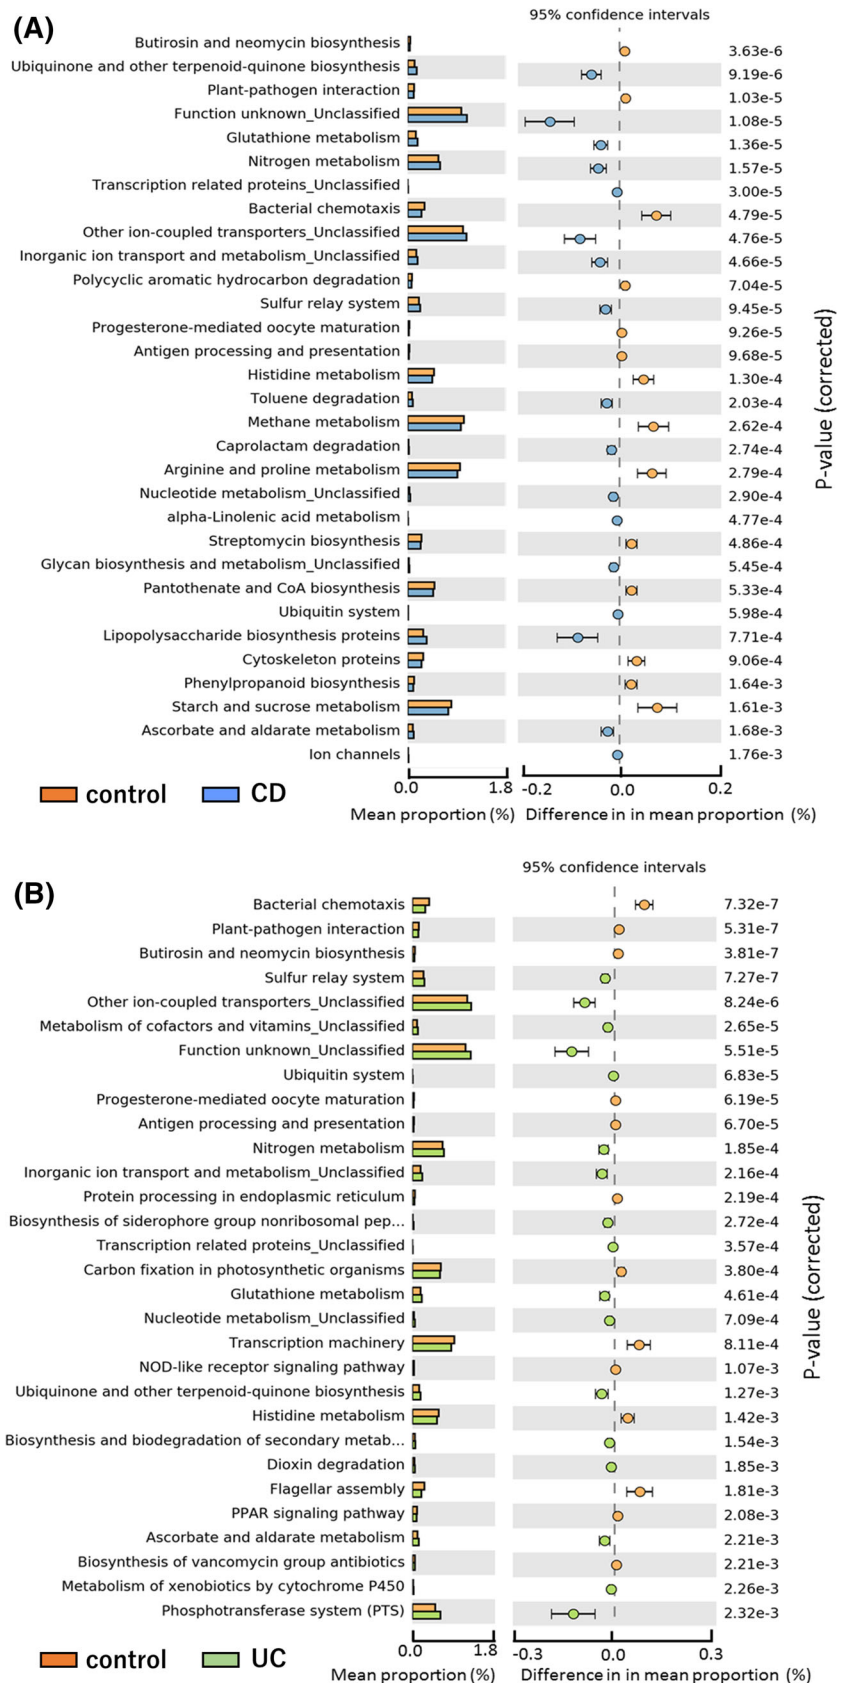 (A)
95% confidence intervals
Butirosin and neomycin biosynthesis 3.63e-6
Ubiquinone and other terpenoid-quinone biosynthesis 9.19e-6
Plant-pathogen interaction 1.03e-5
Function unknown_Unclassified 1.08e-5
Glutathione metabolism 1.36e-5
Nitrogen metabolism 1.57e-5
Transcription related proteins_Unclassified 3.00e-5
Bacterial chemotaxis 4.79e-5
Other ion-coupled transporters_Unclassified 4.76e-5
Inorganic ion transport and metabolism_Unclassified 4.66e-5
Polycyclic aromatic hydrocarbon degradation 7.04e-5
Sulfur relay system 9.45e-5
Progesterone-mediated oocyte maturation 9.26e-5
Antigen processing and presentation 9.68e-5
Histidine metabolism 1.30e-4
Toluene degradation 2.03e-4
Methane metabolism 2.62e-4
Caprolactam degradation 2.74e-4
Arginine and proline metabolism 2.79e-4
Nucleotide metabolism_Unclassified 2.90e-4
alpha-Linolenic acid metabolism 4.77e-4
Streptomycin biosynthesis 4.86e-4
Glycan biosynthesis and metabolism_Unclassified 5.45e-4
Pantothenate and CoA biosynthesis 5.33e-4
Ubiquitin system 5.98e-4
Lipopolysaccharide biosynthesis proteins 7.71e-4
Cytoskeleton proteins 9.06e-4
Phenylpropanoid biosynthesis 1.64e-3
Starch and sucrose metabolism 1.61e-3
Ascorbate and aldarate metabolism 1.68e-3
Ion channels 1.76e-3
P-value (corrected)
0.0 1.8 -0.2 0.0 0.2
control CD
Mean proportion (%) Difference in in mean proportion (%)
(B)
95% confidence intervals
Bacterial chemotaxis 7.32e-7
Plant-pathogen interaction 5.31e-7
Butirosin and neomycin biosynthesis 3.81e-7
Sulfur relay system 7.27e-7
Other ion-coupled transporters_Unclassified 8.24e-6
Metabolism of cofactors and vitamins_Unclassified 2.65e-5
Function unknown_Unclassified 5.51e-5
Ubiquitin system 6.83e-5
Progesterone-mediated oocyte maturation 6.19e-5
Antigen processing and presentation 6.70e-5
Nitrogen metabolism 1.85e-4
Inorganic ion transport and metabolism_Unclassified 2.16e-4
Protein processing in endoplasmic reticulum 2.19e-4
Biosynthesis of siderophore group nonribosomal pep... 2.72e-4
Transcription related proteins_Unclassified 3.57e-4
Carbon fixation in photosynthetic organisms 3.80e-4
Glutathione metabolism 4.61e-4
Nucleotide metabolism_Unclassified 7.09e-4
Transcription machinery 8.11e-4
NOD-like receptor signaling pathway 1.07e-3
Ubiquinone and other terpenoid-quinone biosynthesis 1.27e-3
Histidine metabolism 1.42e-3
Biosynthesis and biodegradation of secondary metab... 1.54e-3
Dioxin degradation 1.85e-3
Flagellar assembly 1.81e-3
PPAR signaling pathway 2.08e-3
Ascorbate and aldarate metabolism 2.21e-3
Biosynthesis of vancomycin group antibiotics 2.21e-3
Metabolism of xenobiotics by cytochrome P450 2.26e-3
Phosphotransferase system (PTS) 2.32e-3
P-value (corrected)
0.0 1.8 -0.3 0.0 0.3
control UC
Mean proportion (%) Difference in in mean proportion (%)